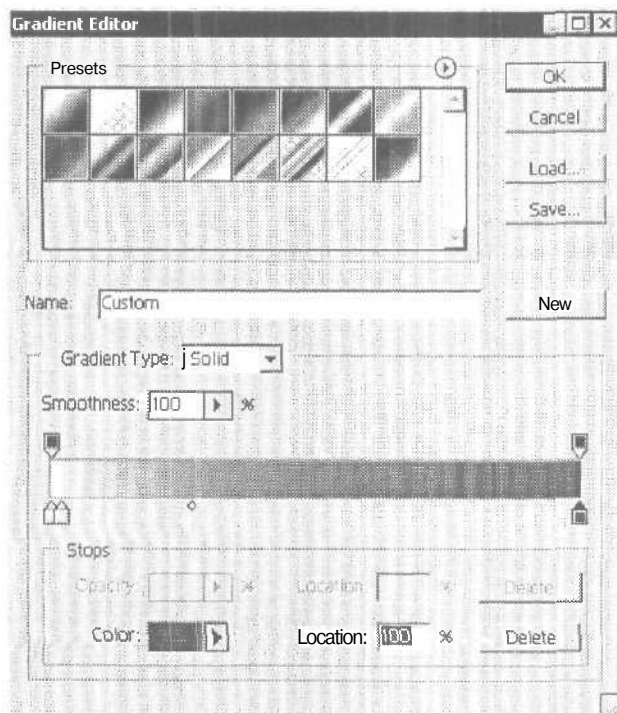 Gradient Editor
Presets
OK
Cancel
Load...
Save...
Name: Custom
New
Gradient Type: Solid
Smoothness: 100 %
Stops
Opacity: % Location: % Delete
Color: Location: 100 % Delete